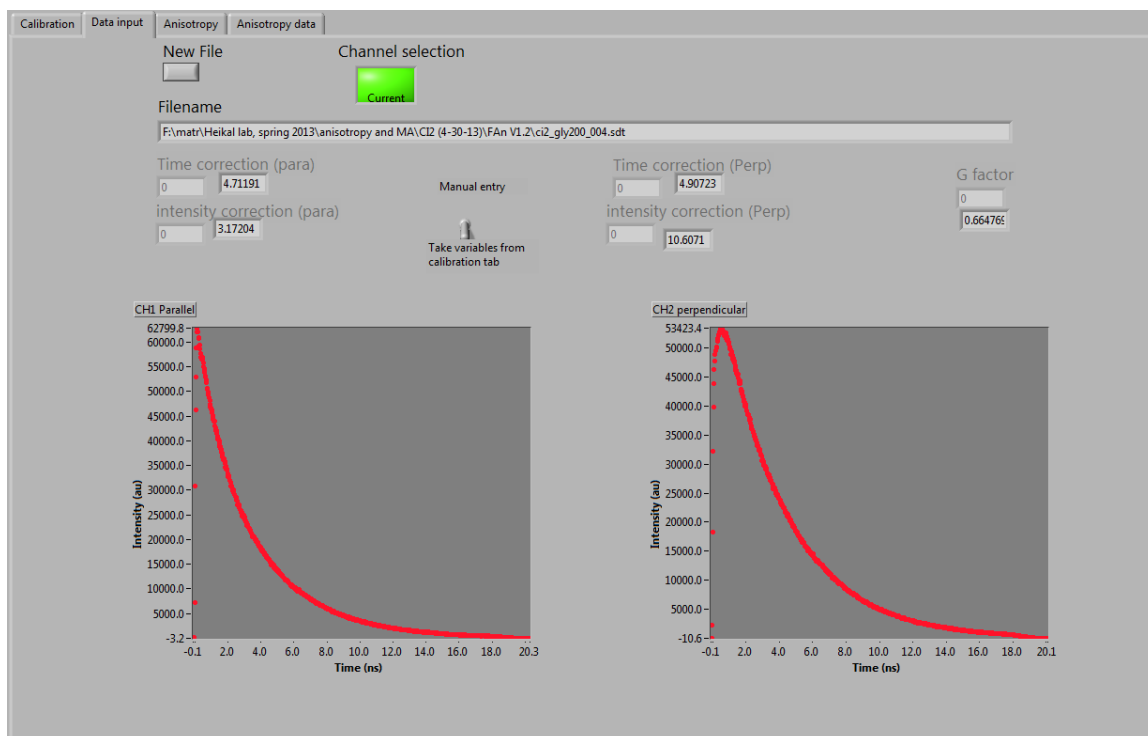 Calibration Data input Anisotropy Anisotropy data
New File Channel selection
Current
Filename
F:\matr\Heikal lab, spring 2013\anisotropy and MA\CI2 (4-30-13)\FAn V1.2\ci2_gly200_004.sdt
Time correction (para) Time correction (Perp) G factor
0 4.71191 Manual entry 0 4.90723 0
intensity correction (para) intensity correction (Perp) 0.664769
0 3.17204 0 10.6071
Take variables from
calibration tab
CH1 Parallel CH2 perpendicular
62799.8 53423.4
60000.0 50000.0
55000.0 45000.0
50000.0 40000.0
45000.0 35000.0
40000.0 30000.0
35000.0 25000.0
30000.0 20000.0
25000.0 15000.0
20000.0 10000.0
15000.0 5000.0
10000.0 -10.6
5000.0
-3.2
Intensity (au) Intensity (au)
-0.1 2.0 4.0 6.0 8.0 10.0 12.0 14.0 16.0 18.0 20.3 -0.1 2.0 4.0 6.0 8.0 10.0 12.0 14.0 16.0 18.0 20.1
Time (ns) Time (ns)